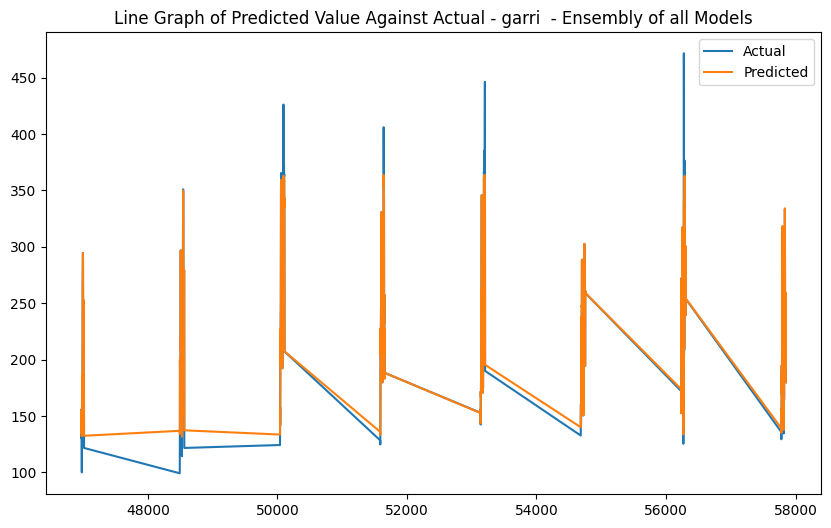 Line Graph of Predicted Value Against Actual - garri  - Ensembly of all Models
Actual
Predicted
450
400
350
300
250
200
150
100
48000 50000 52000 54000 56000 58000